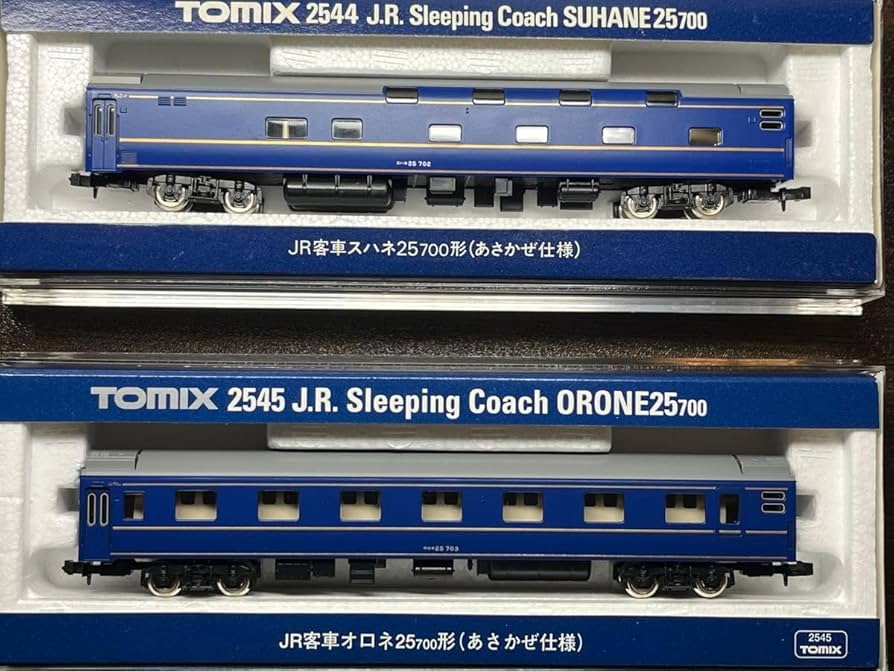 TOMIX 2544 J.R. Sleeping Coach SUHANE25700
スハネ25 702
JR客車スハネ25700形(あさかぜ仕様)
TOMIX 2545 J.R. Sleeping Coach ORONE25700
オロネ25 703
JR客車オロネ25700形(あさかぜ仕様)
2545
TOMIX